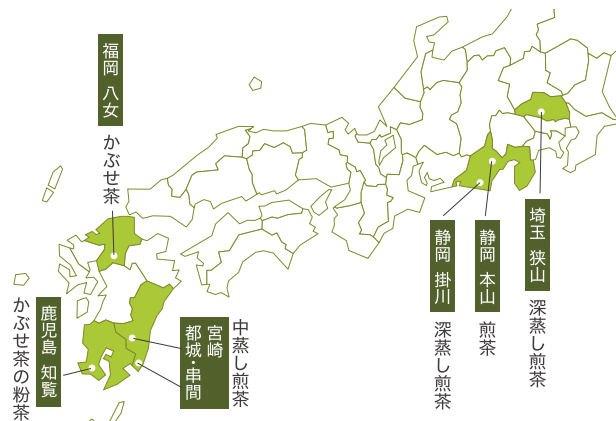 埼玉 狭山
深蒸し煎茶
静岡 本山
煎茶
静岡 掛川
深蒸し煎茶
中蒸し煎茶
宮崎
都城・串間
福岡 八女
かぶせ茶
鹿児島 知覧
かぶせ茶の粉茶